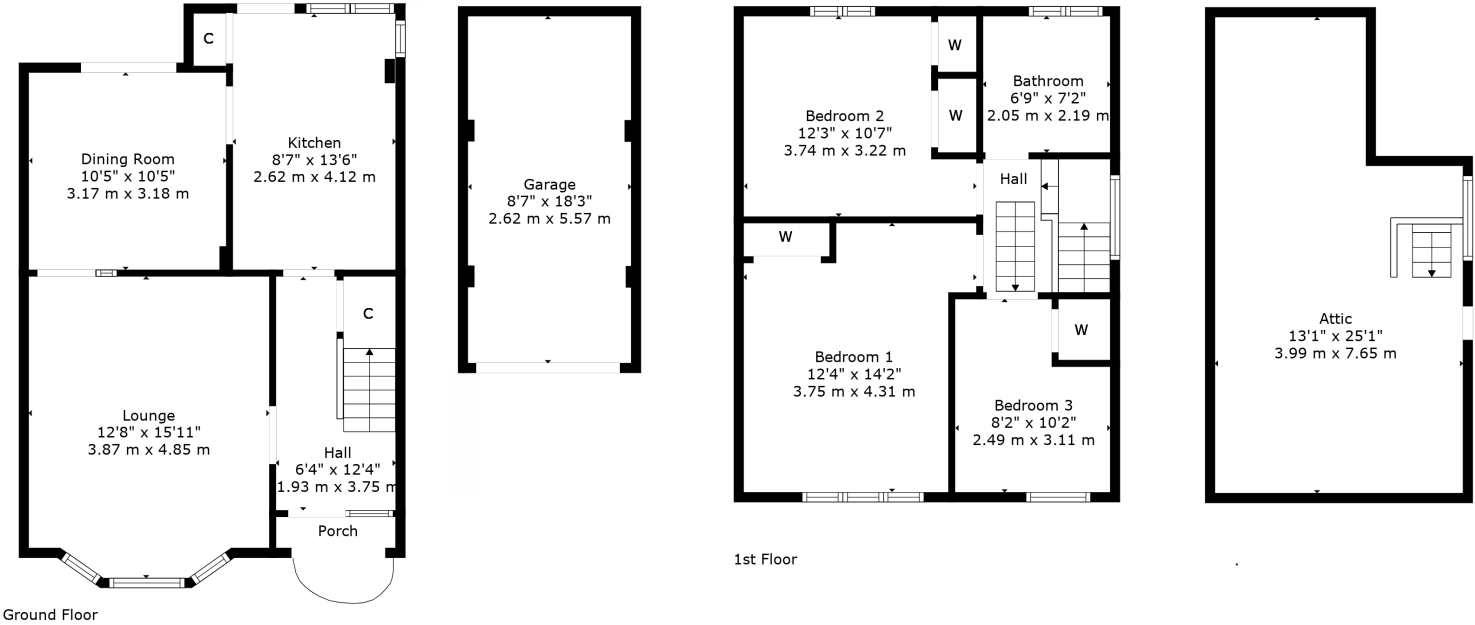 C
Kitchen
8'7" x 13'6"
2.62 m x 4.12 m
Dining Room
10'5" x 10'5"
3.17 m x 3.18 m
C
Lounge
12'8" x 15'11"
3.87 m x 4.85 m
Hall
6'4" x 12'4"
1.93 m x 3.75 m
Porch
Ground Floor
Garage
8'7" x 18'3"
2.62 m x 5.57 m
W
Bathroom
6'9" x 7'2"
2.05 m x 2.19 m
Bedroom 2
12'3" x 10'7"
3.74 m x 3.22 m
W
Hall
W
Bedroom 1
12'4" x 14'2"
3.75 m x 4.31 m
W
Bedroom 3
8'2" x 10'2"
2.49 m x 3.11 m
1st Floor
Attic
13'1" x 25'1"
3.99 m x 7.65 m
.